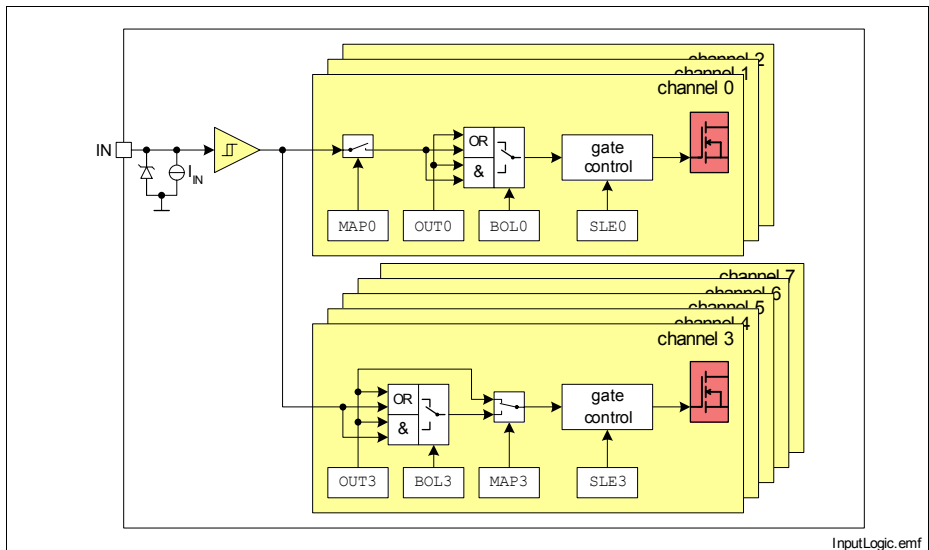 channel 2
channel 1
channel 0
IN
I_IN
OR
&
gate
control
MAP0
OUT0
BOL0
SLE0
channel 7
channel 6
channel 5
channel 4
channel 3
OR
&
gate
control
OUT3
BOL3
MAP3
SLE3
InputLogic.emf